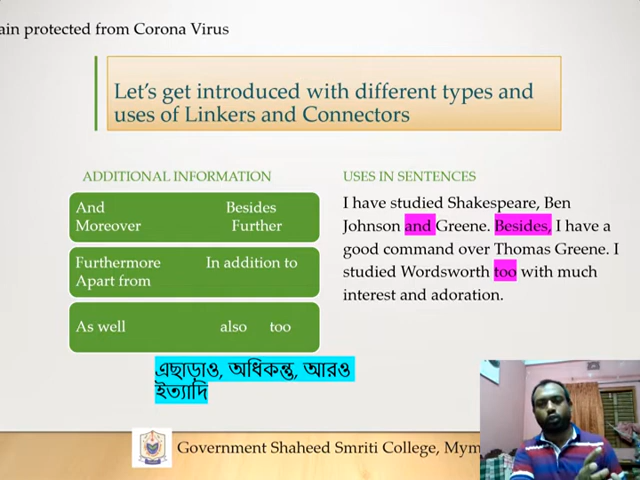 ain protected from Corona Virus
Let's get introduced with different types and
uses of Linkers and Connectors
ADDITIONAL INFORMATION
And Besides
Moreover Further
Furthermore In addition to
Apart from
As well also too
এছাড়াও, অধিকন্তু, আরও
ইত্যাদি
USES IN SENTENCES
I have studied Shakespeare, Ben
Johnson and Greene. Besides, I have a
good command over Thomas Greene. I
studied Wordsworth too with much
interest and adoration.
Government Shaheed Smriti College, Mym